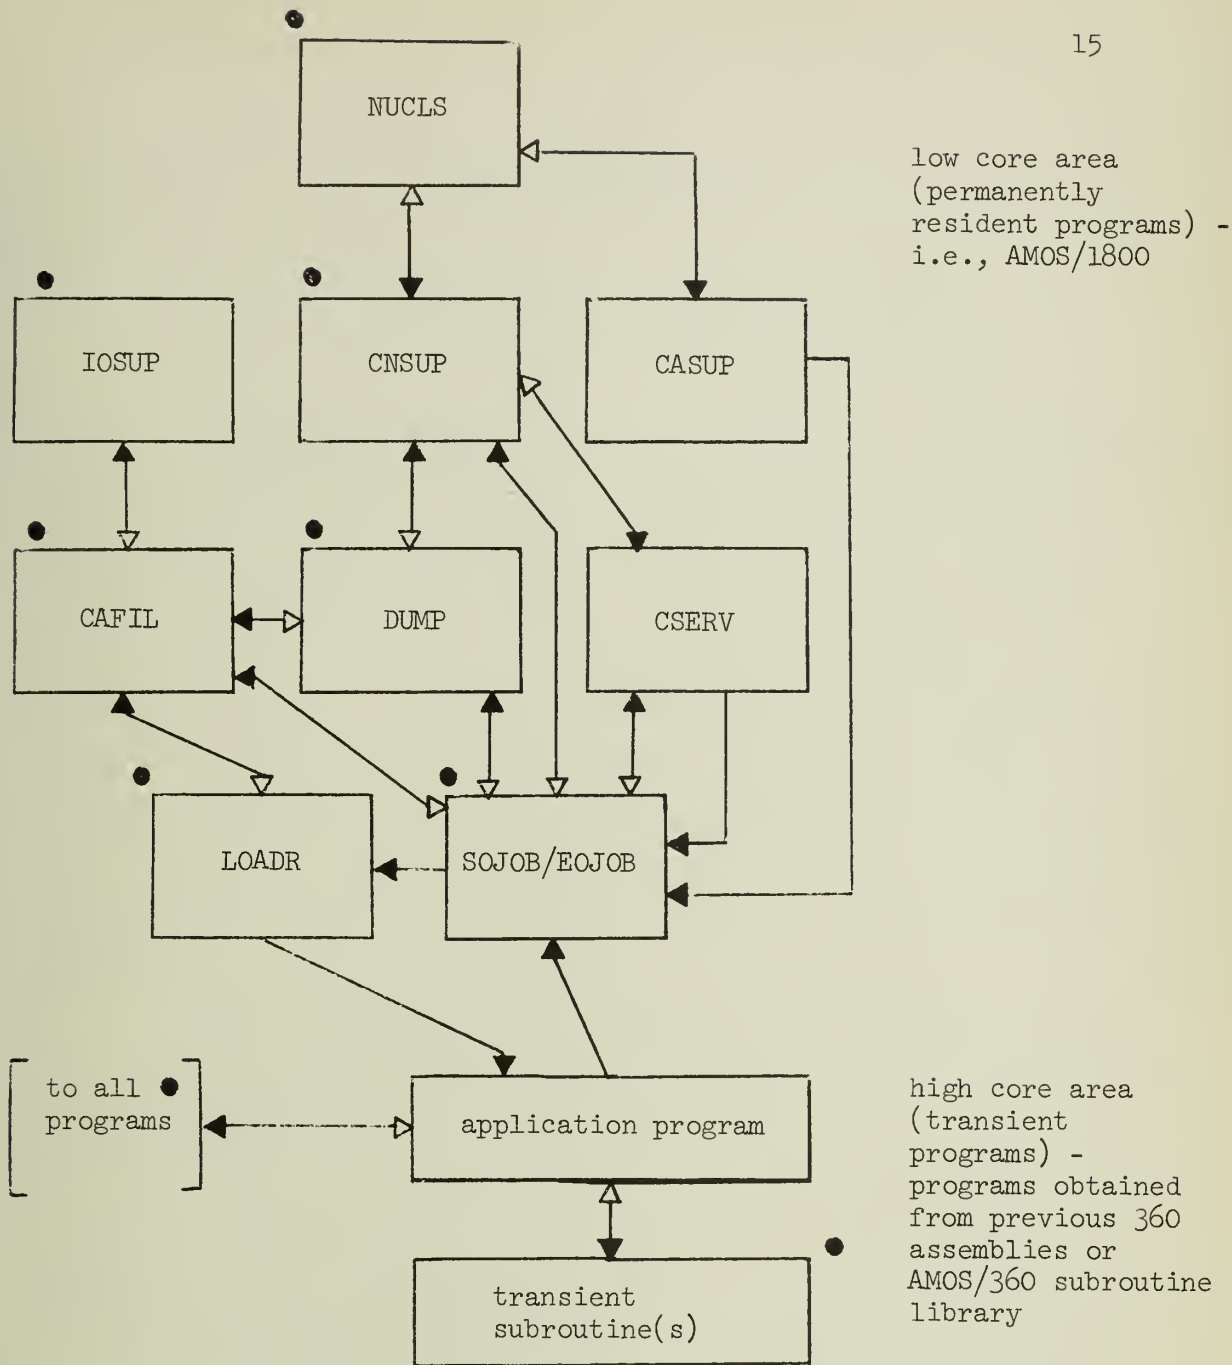 15
NUCLS
low core area
(permanently
resident programs) -
i.e., AMOS/1800
IOSUP
CNSUP
CASUP
CAFIL
DUMP
CSERV
LOADR
SOJOB/EOJOB
to all
programs
application program
high core area
(transient
programs) -
programs obtained
from previous 360
assemblies or
AMOS/360 subroutine
library
transient
subroutine(s)